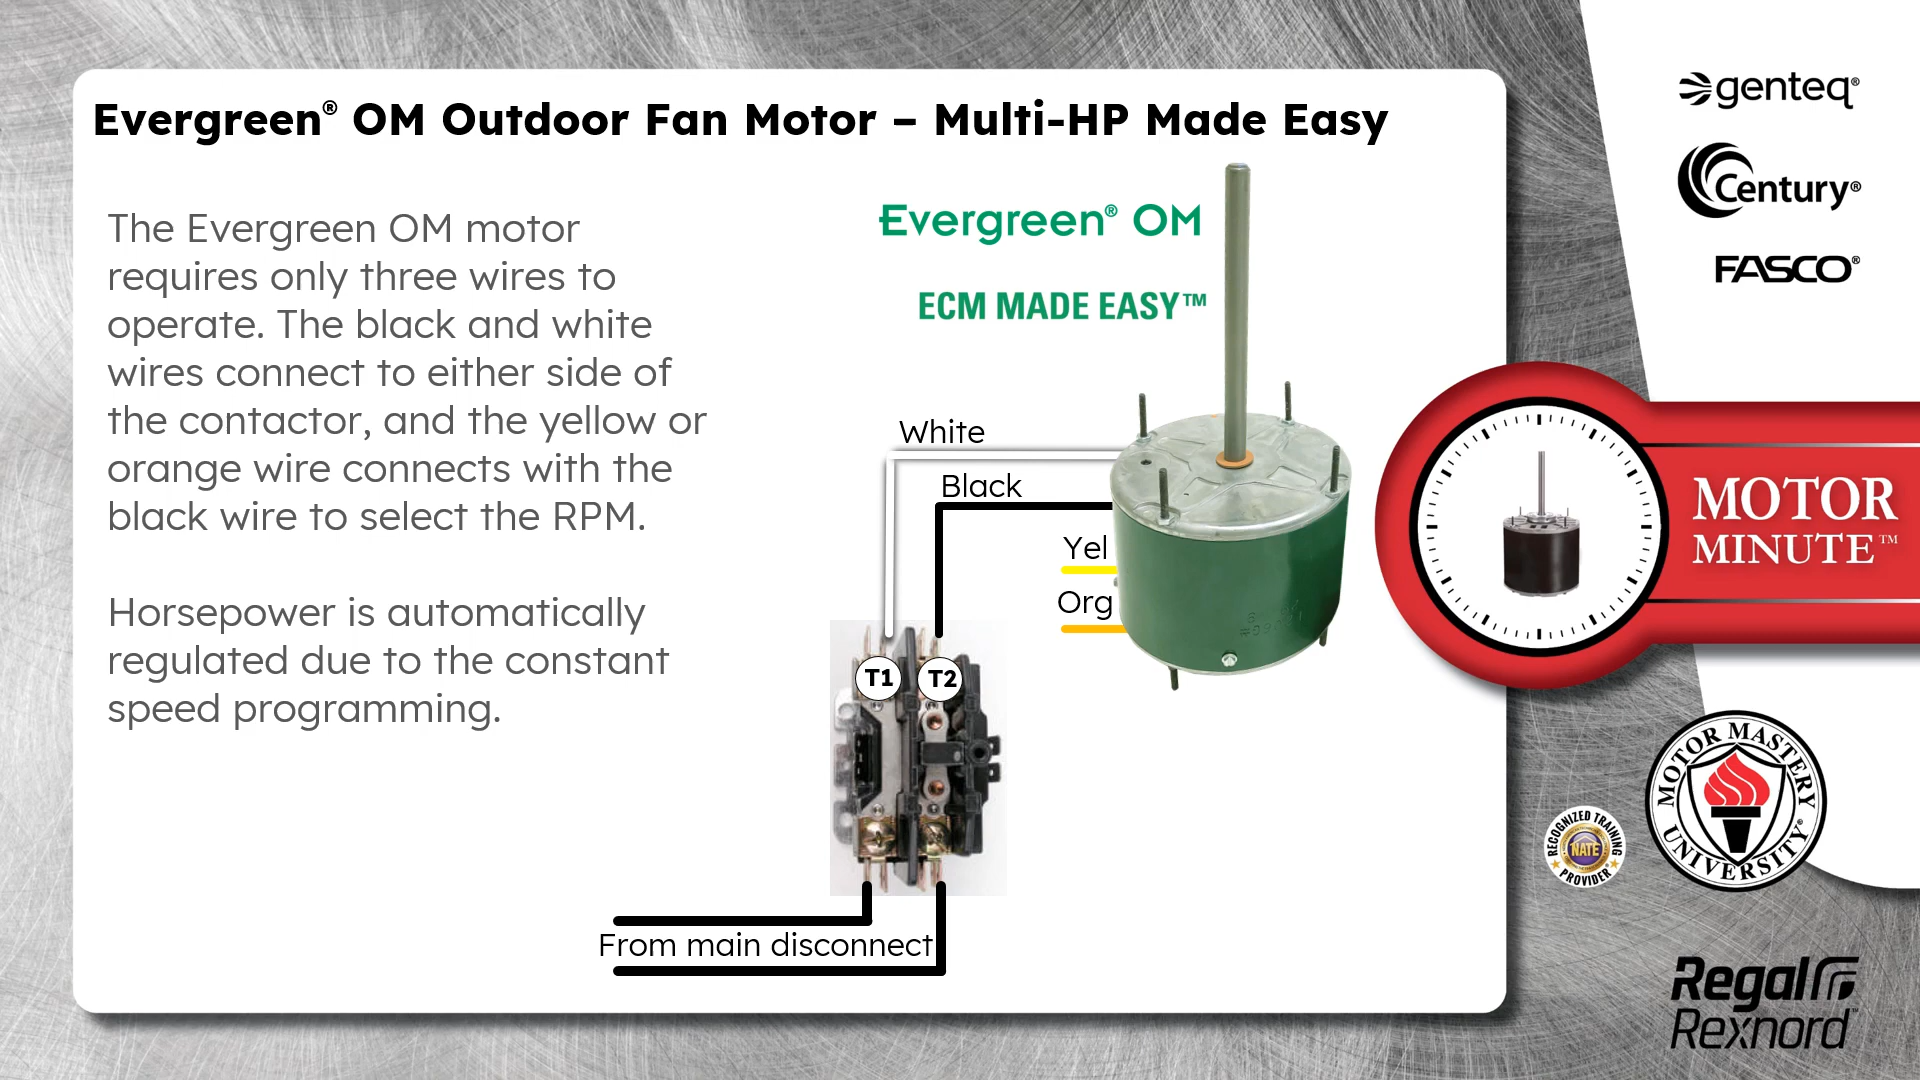 Evergreen® OM Outdoor Fan Motor – Multi-HP Made Easy
The Evergreen OM motor
requires only three wires to
operate. The black and white
wires connect to either side of
the contactor, and the yellow or
orange wire connects with the
black wire to select the RPM.
Horsepower is automatically
regulated due to the constant
speed programming.
Evergreen® OM
ECM MADE EASY™
White
Black
Yel
Org
T1
T2
From main disconnect
genteq®
Century®
FASCO®
MOTOR
MINUTE™
MOTOR MASTERY
UNIVERSITY®
RECOGNIZED TRAINING
NATE
PROVIDER®
Regal
Rexnord™